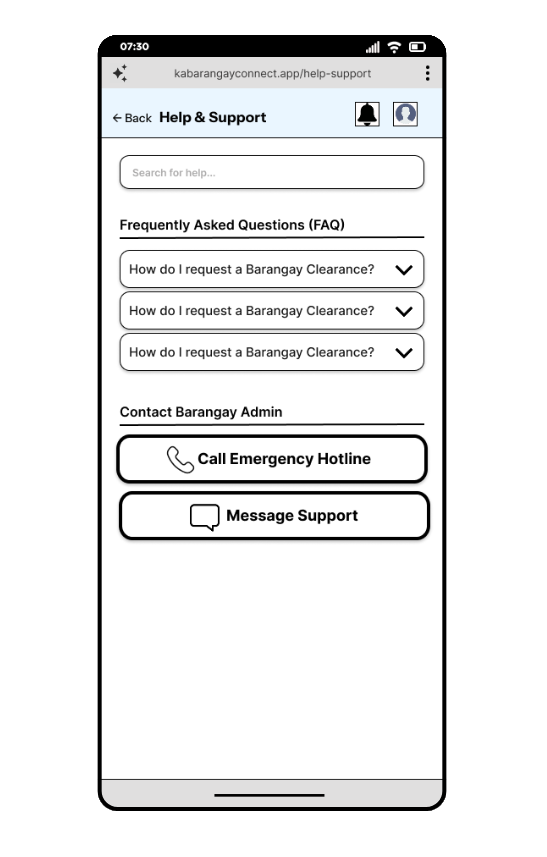 07:30
kabarangayconnect.app/help-support
← Back Help & Support
Search for help...
Frequently Asked Questions (FAQ)
How do I request a Barangay Clearance?
How do I request a Barangay Clearance?
How do I request a Barangay Clearance?
Contact Barangay Admin
Call Emergency Hotline
Message Support